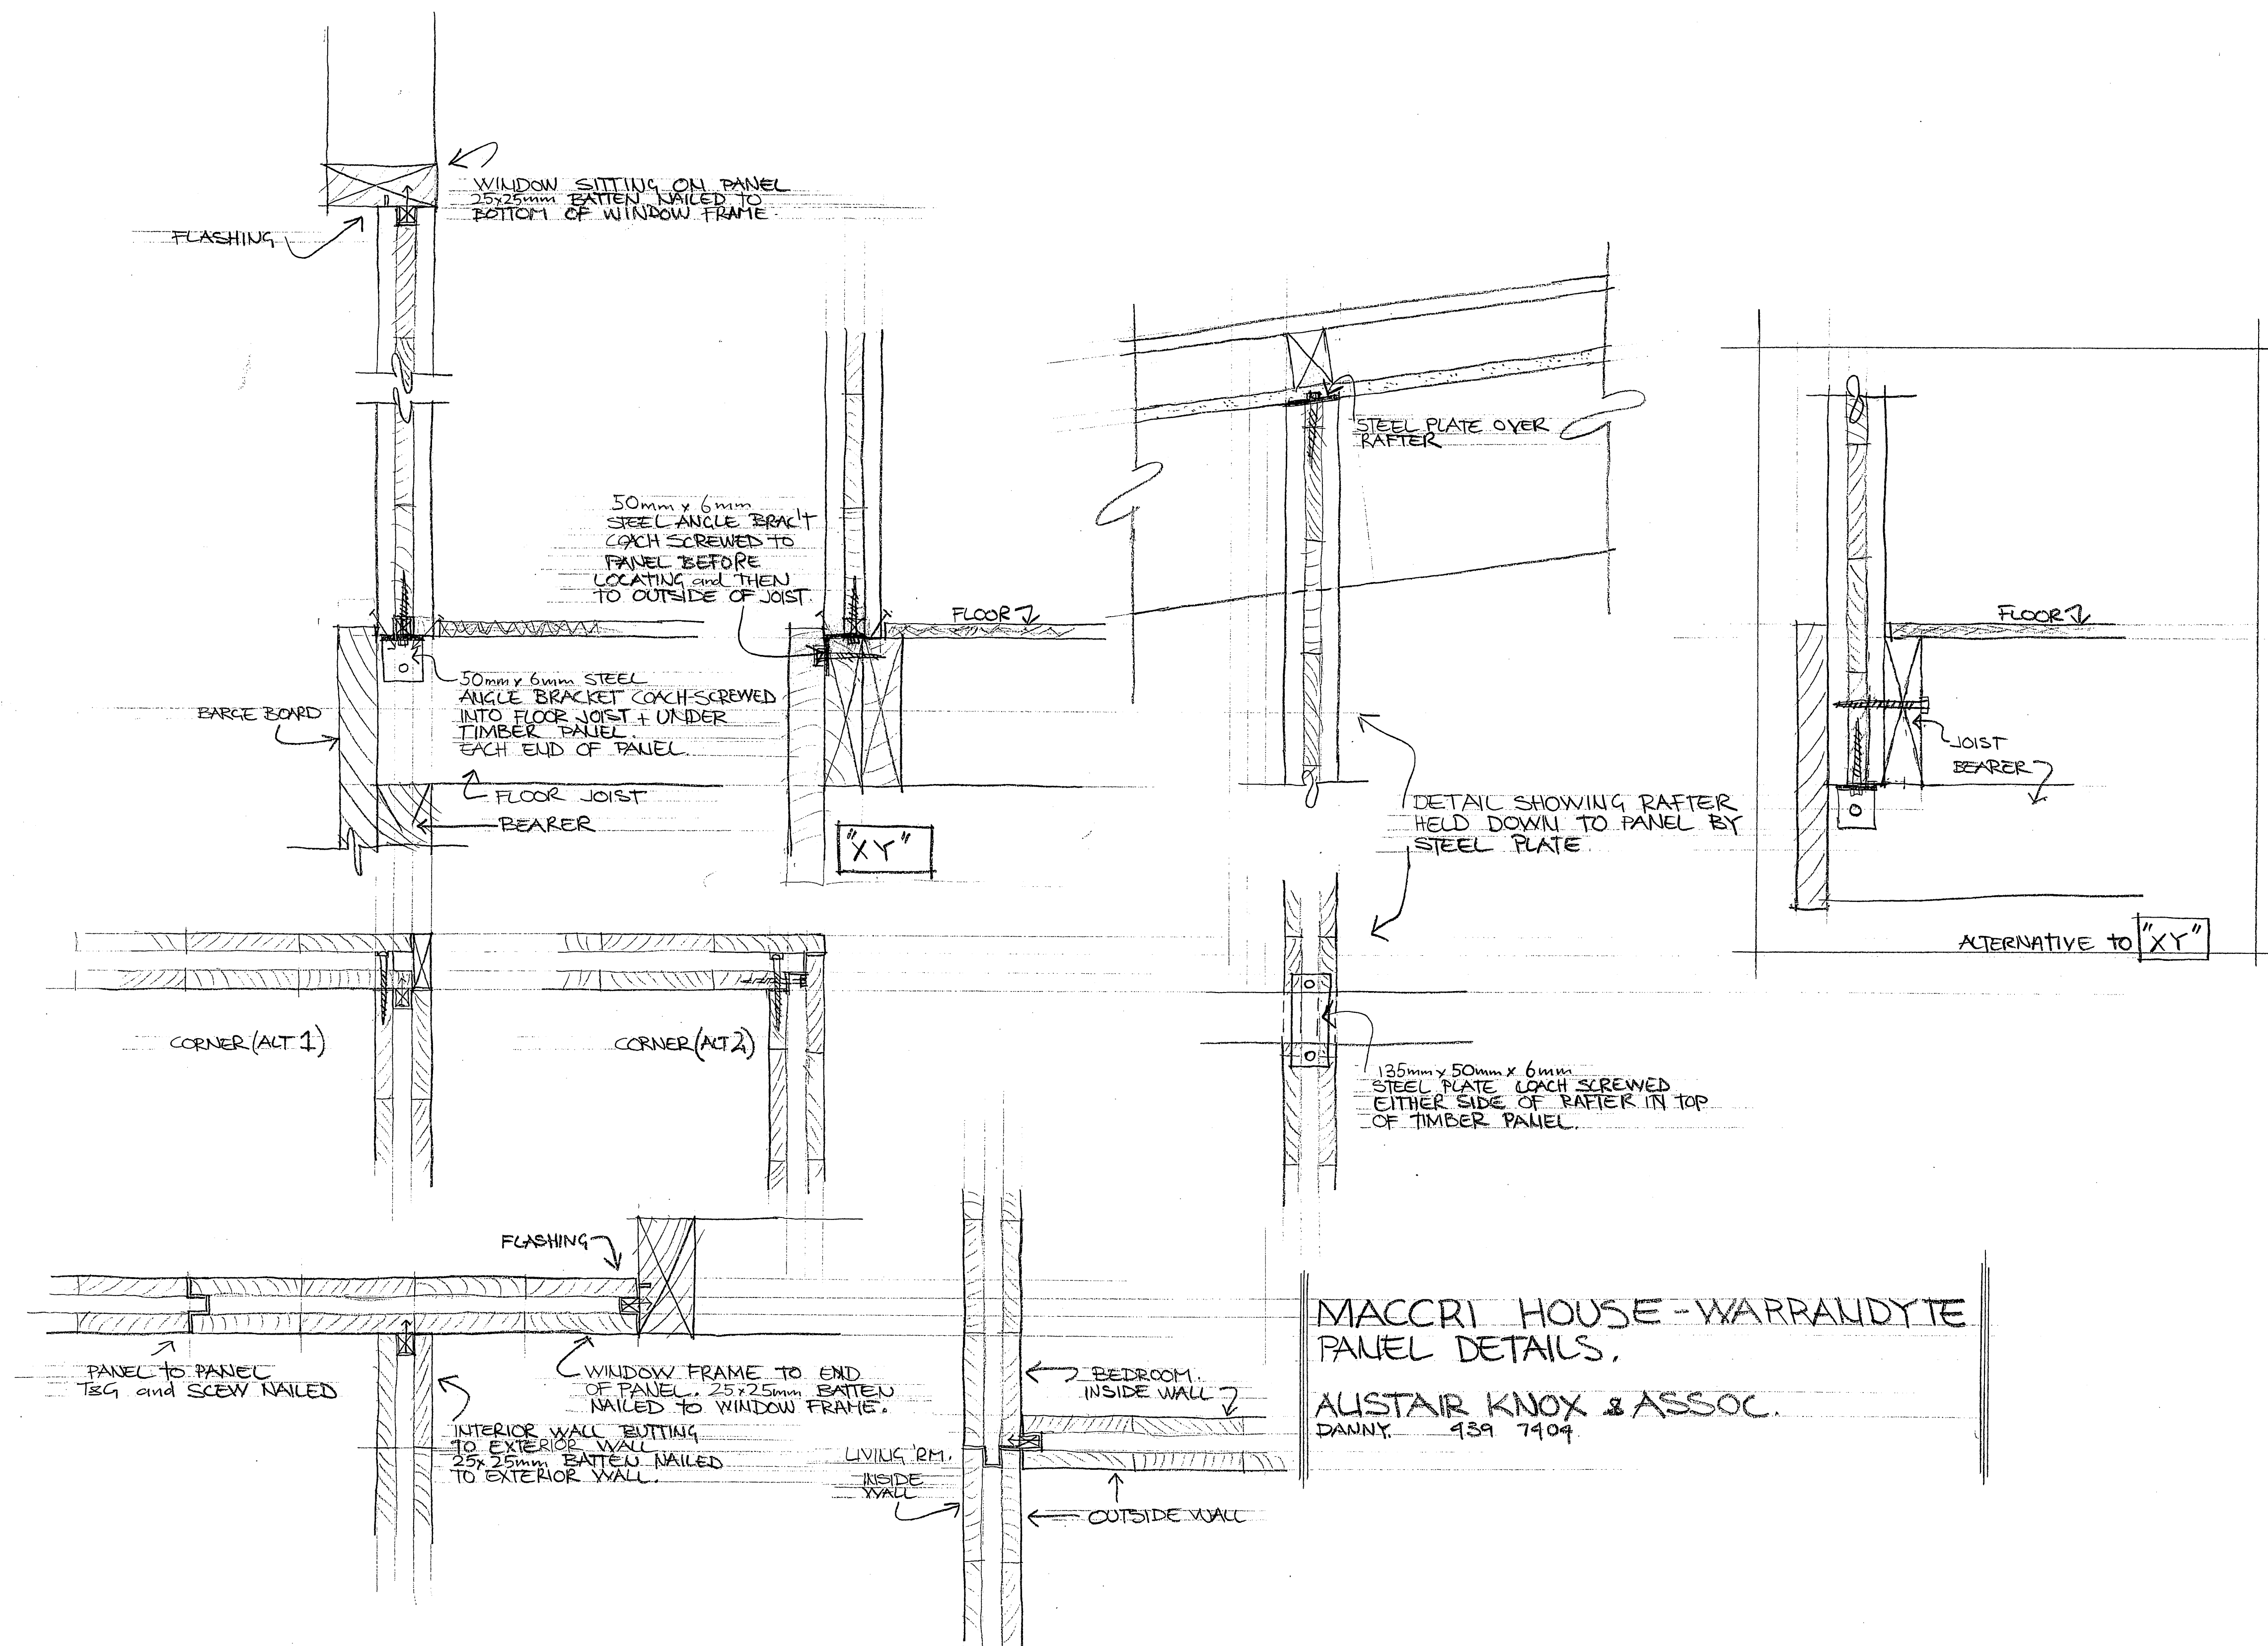 WINDOW SITTING ON PANEL
25x25mm BATTEN NAILED TO
BOTTOM OF WINDOW FRAME.
FLASHING
STEEL PLATE OVER
RAFTER
50mm x 6mm
STEEL ANGLE BRAC'T
COACH SCREWED TO
PANEL BEFORE
LOCATING and THEN
TO OUTSIDE OF JOIST.
FLOOR
FLOOR
50mm x 6mm STEEL
ANGLE BRACKET COACH-SCREWED
INTO FLOOR JOIST + UNDER
TIMBER PANEL.
EACH END OF PANEL.
BARGE BOARD
FLOOR JOIST
BEARER
"XY"
JOIST
BEARER
DETAIL SHOWING RAFTER
HELD DOWN TO PANEL BY
STEEL PLATE.
ALTERNATIVE TO "XY"
CORNER (ALT 1)
CORNER (ALT 2)
135mm x 50mm x 6mm
STEEL PLATE COACH SCREWED
EITHER SIDE OF RAFTER IN TOP
OF TIMBER PANEL.
FLASHING
PANEL TO PANEL
T&G and SCEW NAILED
WINDOW FRAME TO END
OF PANEL. 25x25mm BATTEN
NAILED TO WINDOW FRAME.
INTERIOR WALL BUTTING
TO EXTERIOR WALL
25x25mm BATTEN NAILED
TO EXTERIOR WALL.
BEDROOM.
INSIDE WALL
LIVING RM.
INSIDE
WALL
OUTSIDE WALL
MACCRI HOUSE - WARRANDYTE
PANEL DETAILS.
ALISTAIR KNOX & ASSOC.
DANNY. 439 7404